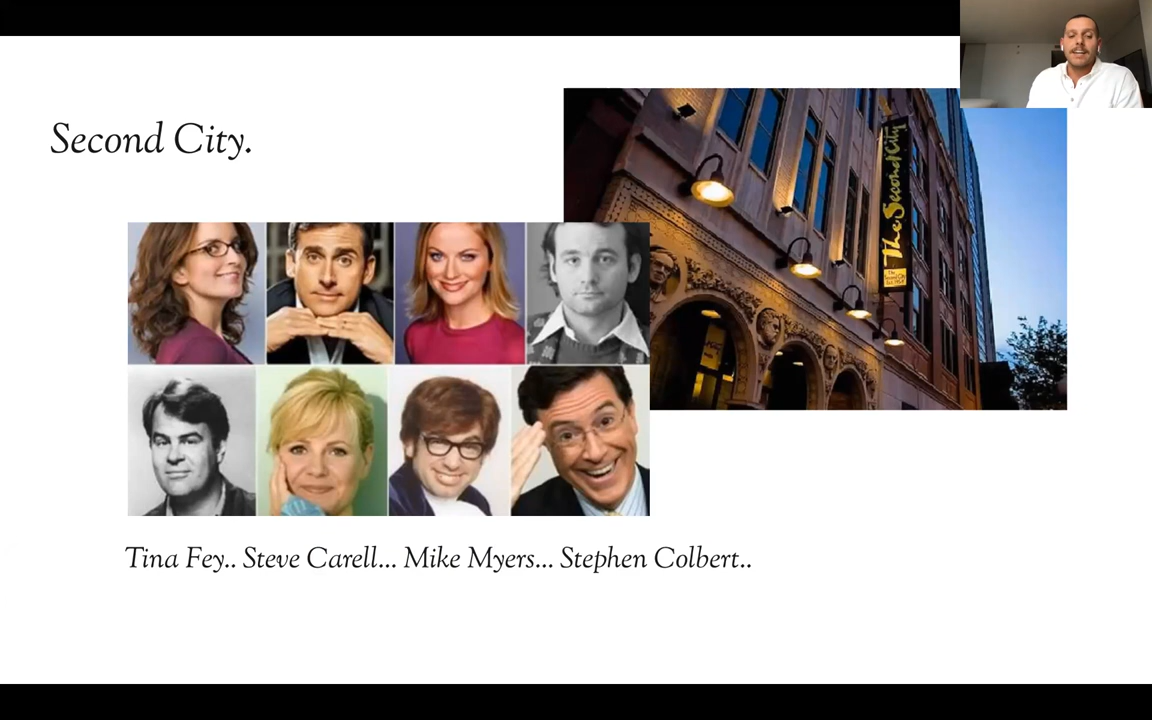 Second City.
The Second City
Tina Fey.. Steve Carell... Mike Myers... Stephen Colbert..